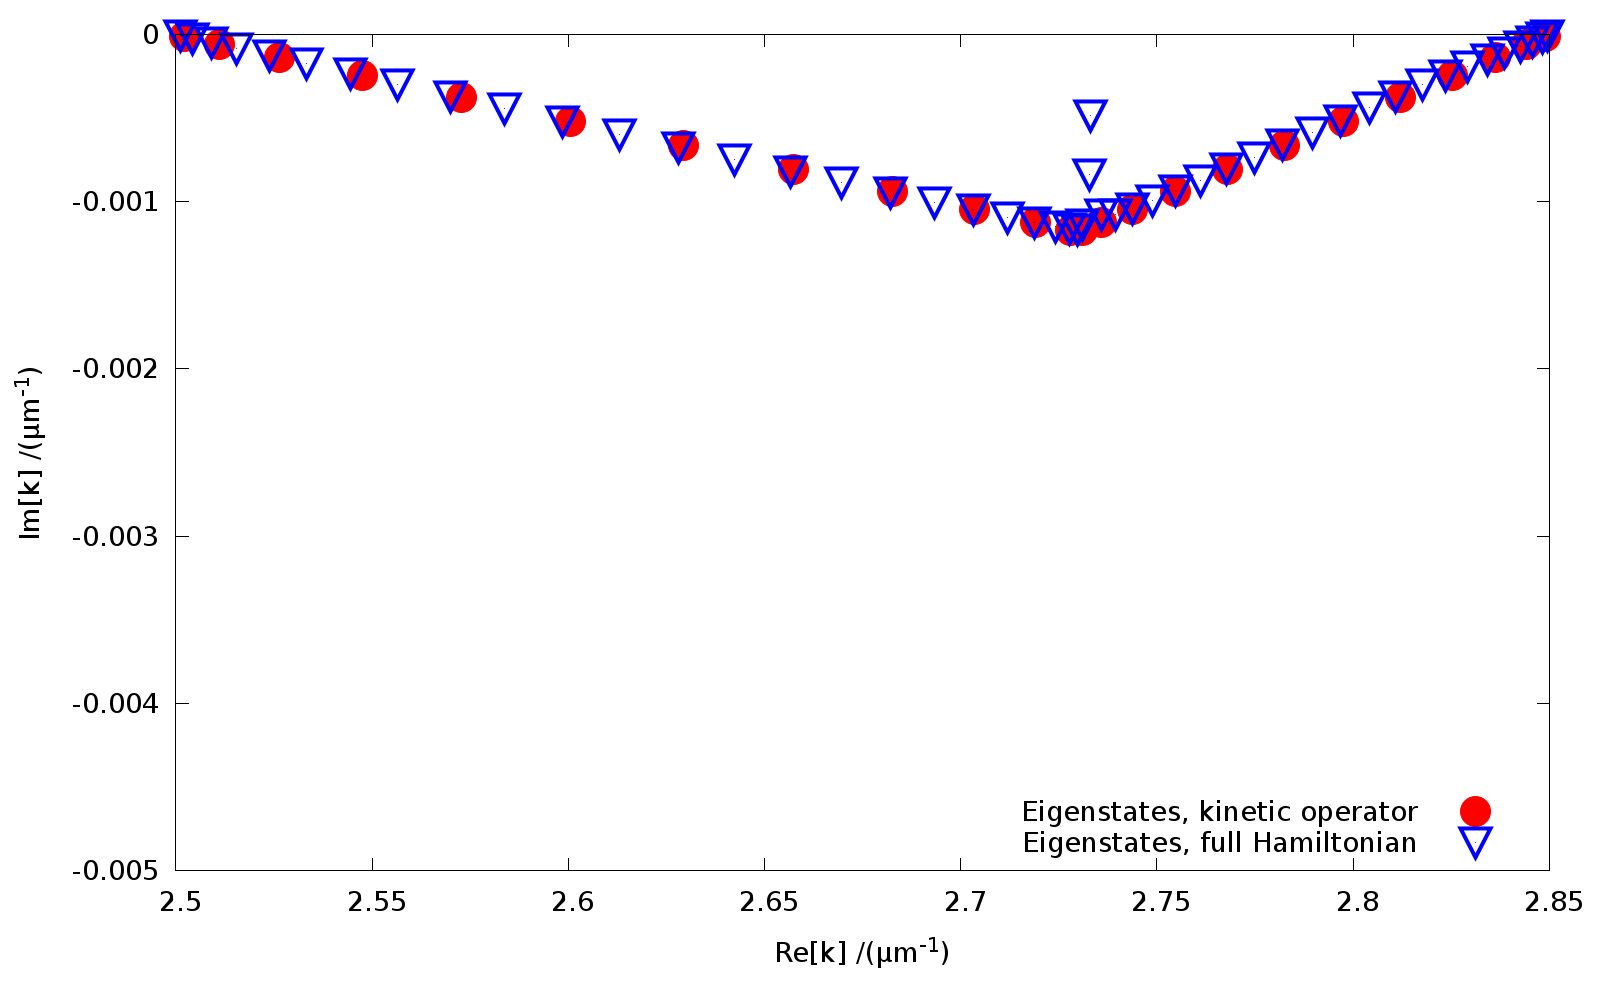 0
-0.001
-0.002
-0.003
-0.004
-0.005
2.5 2.55 2.6 2.65 2.7 2.75 2.8 2.85
Im[k] /(µm-1)
Re[k] /(µm-1)
Eigenstates, kinetic operator
Eigenstates, full Hamiltonian